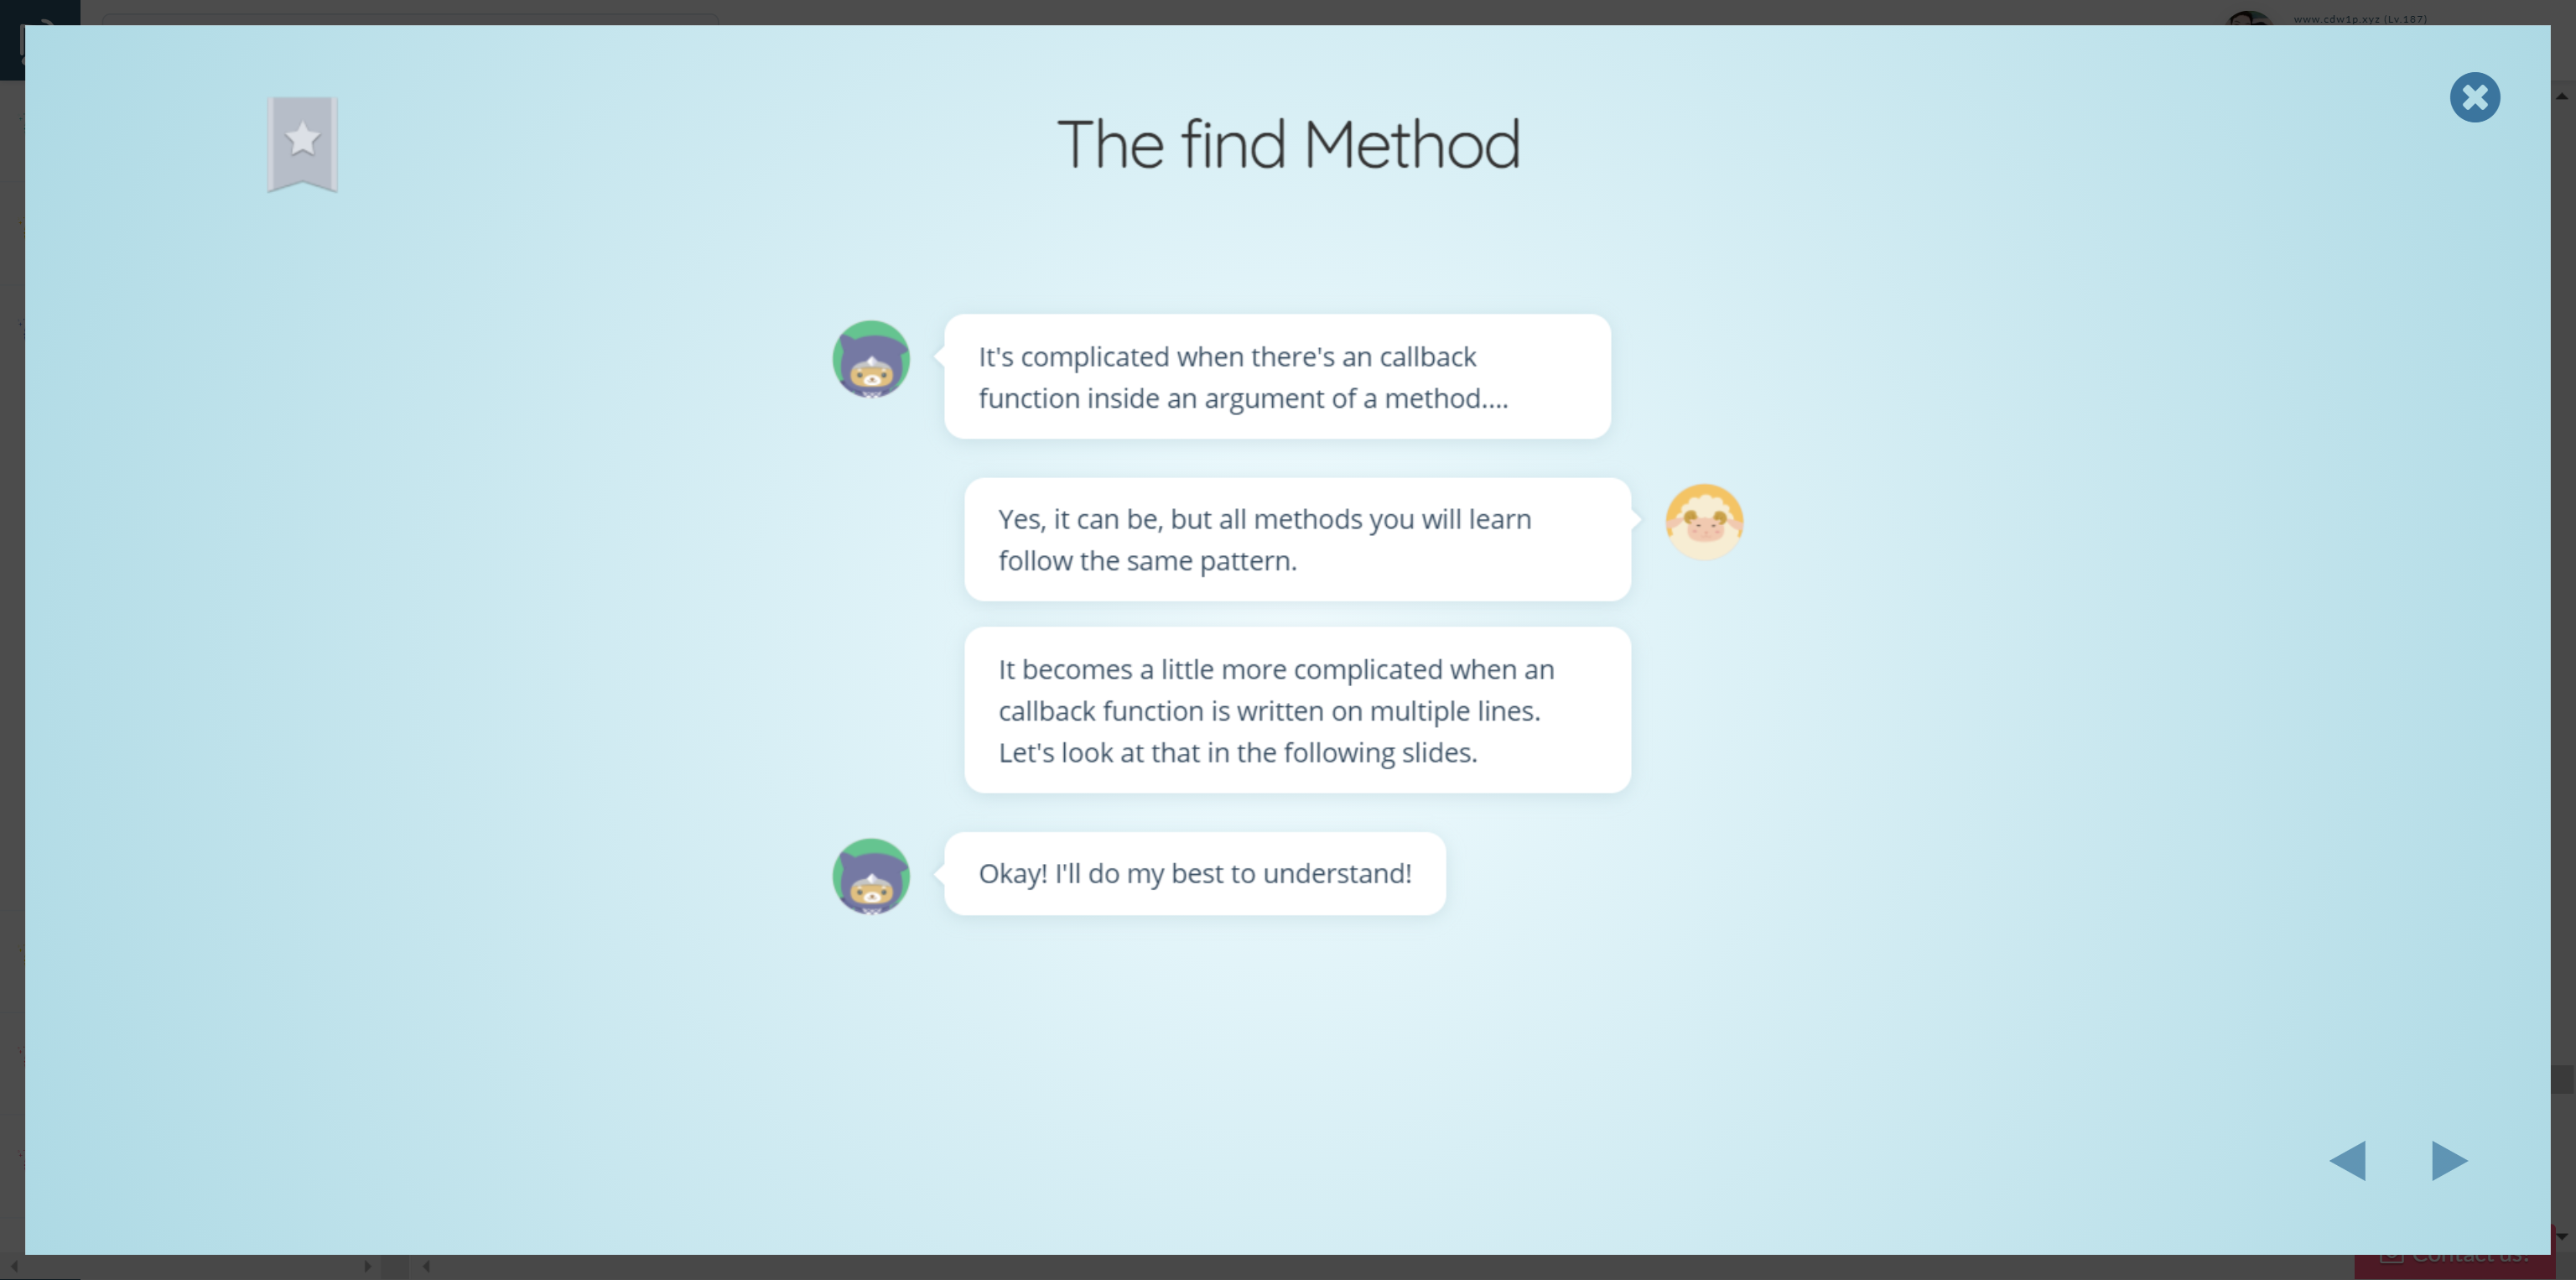 www.cdw1p.xyz (Lv.187)
The find Method
It's complicated when there's an callback
function inside an argument of a method....
Yes, it can be, but all methods you will learn
follow the same pattern.
It becomes a little more complicated when an
callback function is written on multiple lines.
Let's look at that in the following slides.
Okay! I'll do my best to understand!
Contact us!